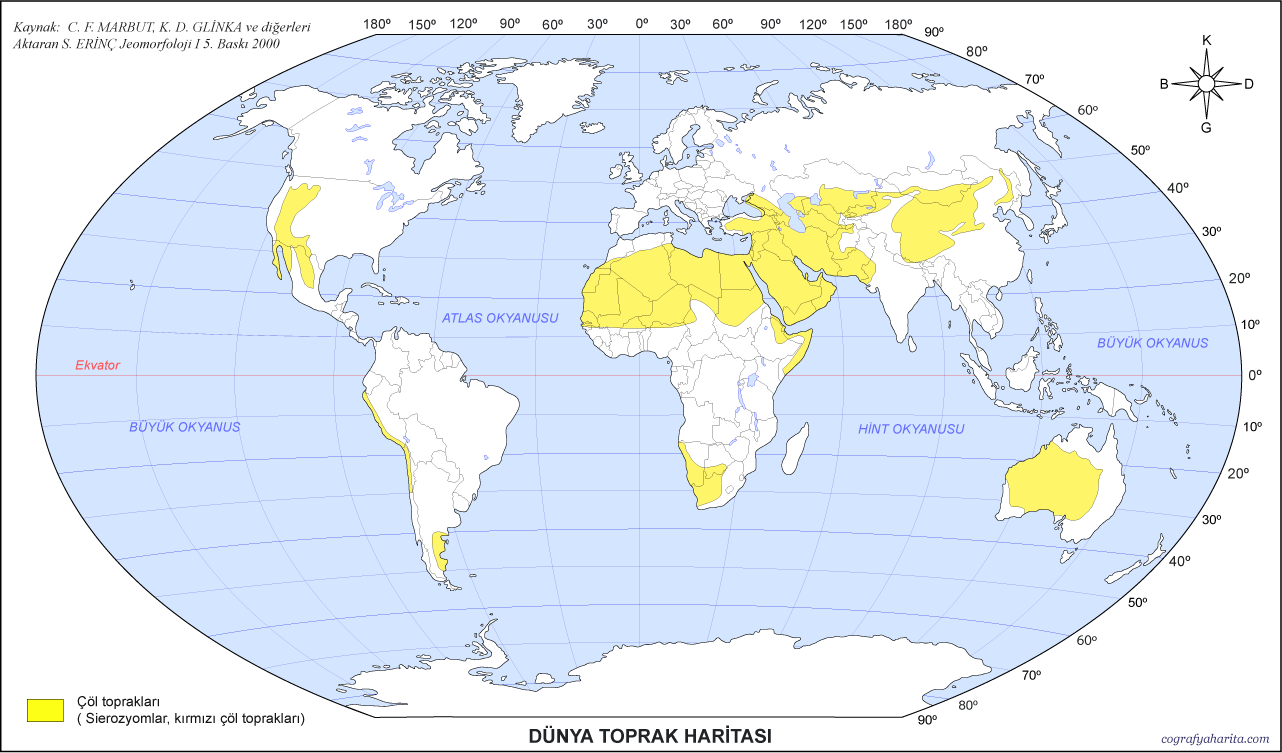 Kaynak: C. F. MARBUT, K. D. GLİNKA ve diğerleri
Aktaran S. ERİNÇ Jeomorfoloji I 5. Baskı 2000
180º 150º 120º 90º 60º 30º 0º 30º 60º 90º 120º 150º 180º
90º
80º
70º
60º
50º
40º
30º
20º
10º
0º
10º
20º
30º
40º
50º
60º
70º
80º
90º
K
B D
G
ATLAS OKYANUSU
BÜYÜK OKYANUS
Ekvator
BÜYÜK OKYANUS
HİNT OKYANUSU
Çöl toprakları
( Sierozyomlar, kırmızı çöl toprakları)
DÜNYA TOPRAK HARİTASI
cografyaharita.com